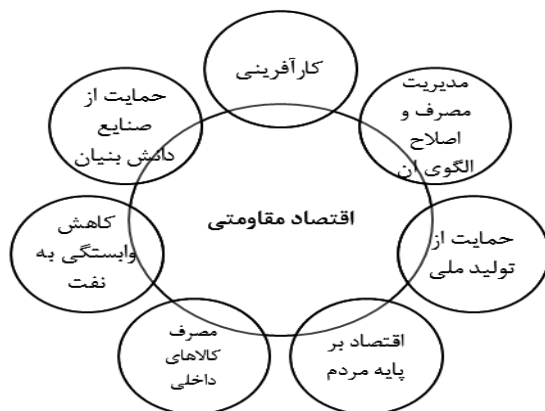 کارآفرینی
مدیریت
مصرف و
اصلاح
الگوی ان
حمایت از
تولید ملی
اقتصاد بر
پایه مردم
مصرف
کالاهای
داخلی
کاهش
وابستگی به
نفت
حمایت از
صنایع
دانش بنیان
اقتصاد مقاومتی